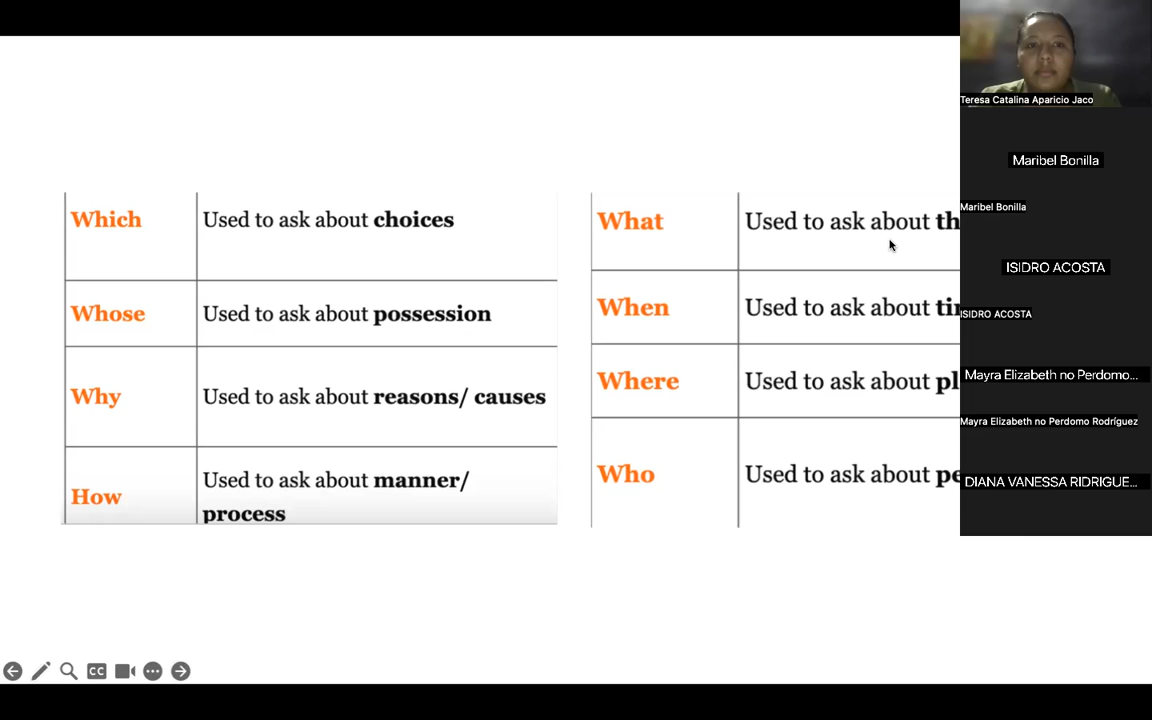 Which Used to ask about choices
Whose Used to ask about possession
Why Used to ask about reasons/ causes
How Used to ask about manner/
process
What Used to ask about
When Used to ask about
Where Used to ask about
Who Used to ask about
CC
Teresa Catalina Aparicio Jaco
Maribel Bonilla
Maribel Bonilla
ISIDRO ACOSTA
ISIDRO ACOSTA
Mayra Elizabeth no Perdomo...
Mayra Elizabeth no Perdomo Rodríguez
DIANA VANESSA RIDRIGUE...